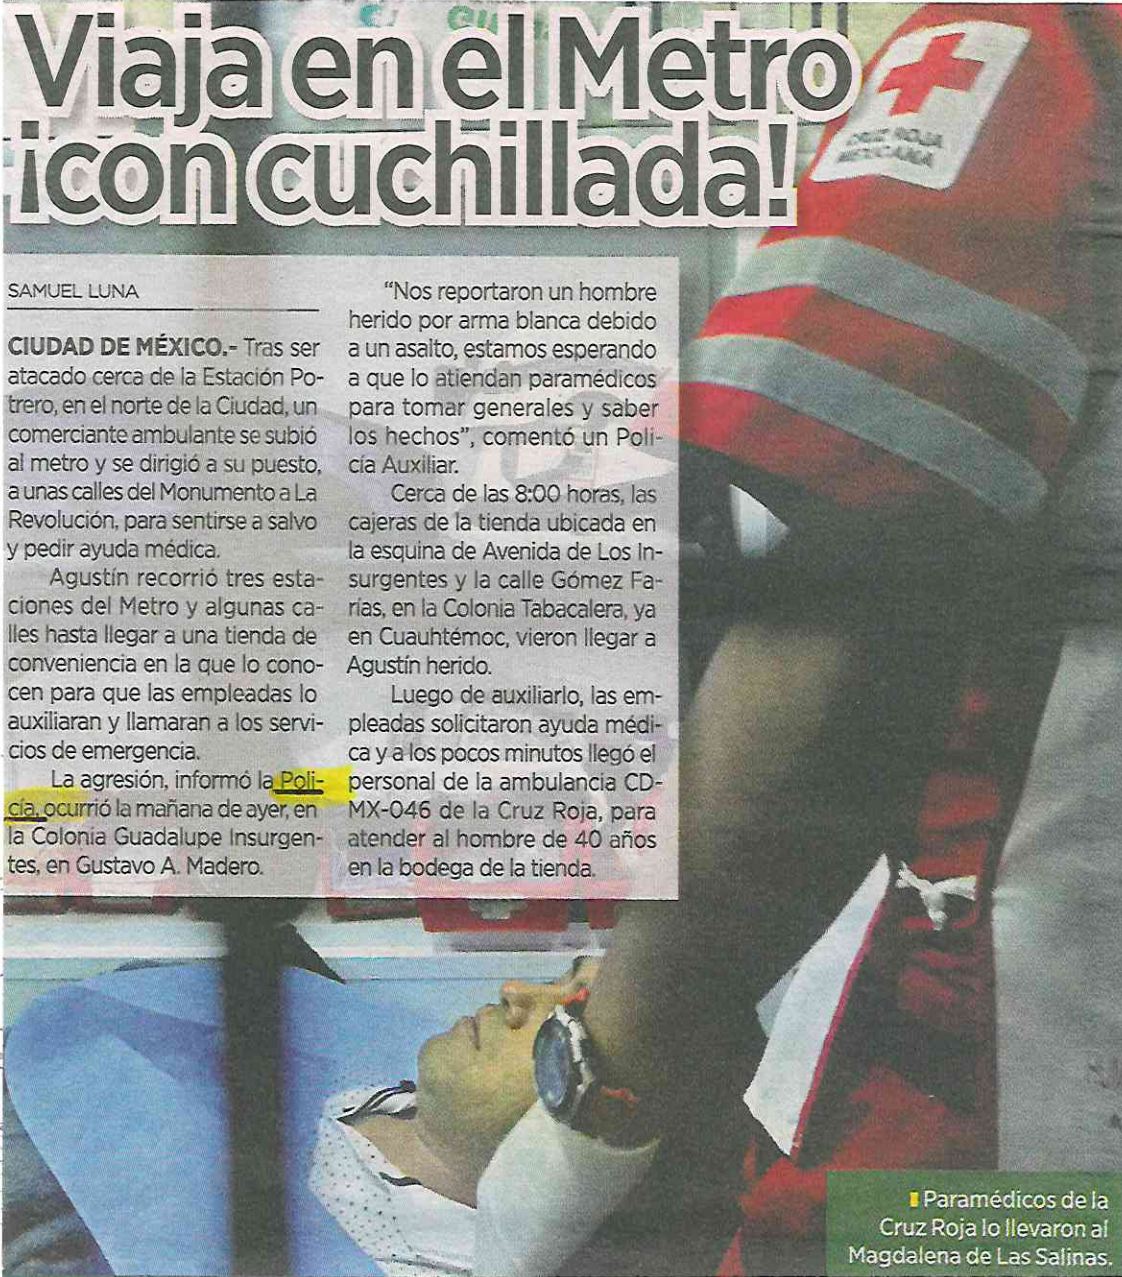 Viaja en el Metro
¡con cuchillada!
SAMUEL LUNA
CIUDAD DE MÉXICO.- Tras ser
atacado cerca de la Estación Po-
trero, en el norte de la Ciudad, un
comerciante ambulante se subió
al metro y se dirigió a su puesto,
a unas calles del Monumento a La
Revolución, para sentirse a salvo
y pedir ayuda médica.
Agustín recorrió tres esta-
ciones del Metro y algunas ca-
lles hasta llegar a una tienda de
conveniencia en la que lo cono-
cen para que las empleadas lo
auxiliaran y llamaran a los servi-
cios de emergencia.
La agresión, informó la Poli-
cía, ocurrió la mañana de ayer, en
la Colonia Guadalupe Insurgen-
tes, en Gustavo A. Madero.
"Nos reportaron un hombre
herido por arma blanca debido
a un asalto, estamos esperando
a que lo atiendan paramédicos
para tomar generales y saber
los hechos", comentó un Poli-
cía Auxiliar.
Cerca de las 8:00 horas, las
cajeras de la tienda ubicada en
la esquina de Avenida de Los In-
surgentes y la calle Gómez Fa-
rías, en la Colonia Tabacalera, ya
en Cuauhtémoc, vieron llegar a
Agustín herido.
Luego de auxiliarlo, las em-
pleadas solicitaron ayuda médi-
ca y a los pocos minutos llegó el
personal de la ambulancia CD-
MX-046 de la Cruz Roja, para
atender al hombre de 40 años
en la bodega de la tienda.
CRUZ ROJA
MEXICANA
Paramédicos de la
Cruz Roja lo llevaron al
Magdalena de Las Salinas.